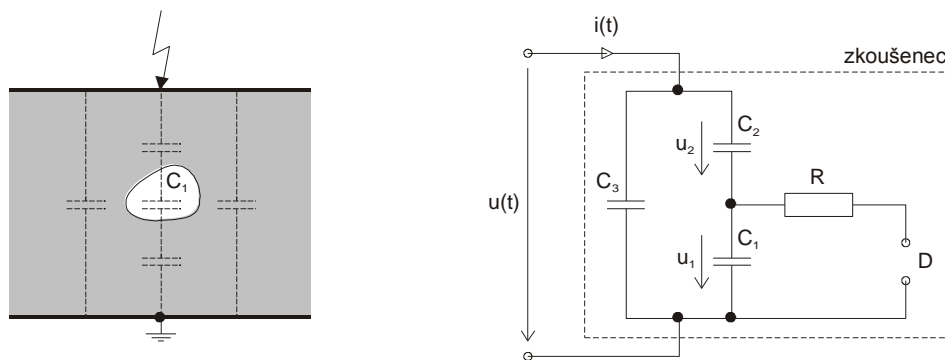 C₁
i(t)
zkoušenec
C₂
u₂
C₃
R
u(t)
C₁
u₁
D